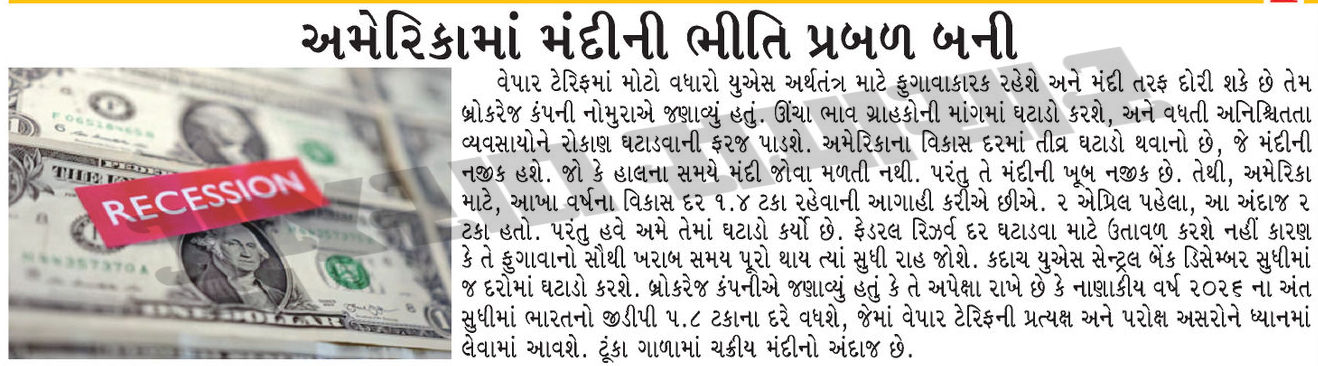 અમેરિકામાં મંદીની ભીતિ પ્રબળ બની
વેપાર ટેરિફમાં મોટો વધારો યુએસ અર્થતંત્ર માટે ફુગાવાકારક રહેશે અને મંદી તરફ દોરી શકે છે તેમ
બ્રોકરેજ કંપની નોમુરાએ જણાવ્યું હતું. ઊંચા ભાવ ગ્રાહકોની માંગમાં ઘટાડો કરશે, અને વધતી અનિશ્ચિતતા
વ્યવસાયોને રોકાણ ઘટાડવાની ફરજ પાડશે. અમેરિકાના વિકાસ દરમાં તીવ્ર ઘટાડો થવાનો છે, જે મંદીની
નજીક હશે. જો કે હાલના સમયે મંદી જોવા મળતી નથી. પરંતુ તે મંદીની ખૂબ નજીક છે. તેથી, અમેરિકા
માટે, આખા વર્ષના વિકાસ દર ૧.૪ ટકા રહેવાની આગાહી કરીએ છીએ. ૨ એપ્રિલ પહેલા, આ અંદાજ ૨
ટકા હતો. પરંતુ હવે અમે તેમાં ઘટાડો કર્યો છે. ફેડરલ રિઝર્વ દર ઘટાડવા માટે ઉતાવળ કરશે નહીં કારણ
કે તે ફુગાવાનો સૌથી ખરાબ સમય પૂરો થાય ત્યાં સુધી રાહ જોશે. કદાચ યુએસ સેન્ટ્રલ બેંક ડિસેમ્બર સુધીમાં
જ દરોમાં ઘટાડો કરશે. બ્રોકરેજ કંપનીએ જણાવ્યું હતું કે તે અપેક્ષા રાખે છે કે નાણાકીય વર્ષ ૨૦૨૬ ના અંત
સુધીમાં ભારતનો જીડીપી ૫.૮ ટકાના દરે વધશે, જેમાં વેપાર ટેરિફની પ્રત્યક્ષ અને પરોક્ષ અસરોને ધ્યાનમાં
લેવામાં આવશે. ટૂંકા ગાળામાં ચક્રીય મંદીનો અંદાજ છે.
RECESSION
ONE DOLLAR